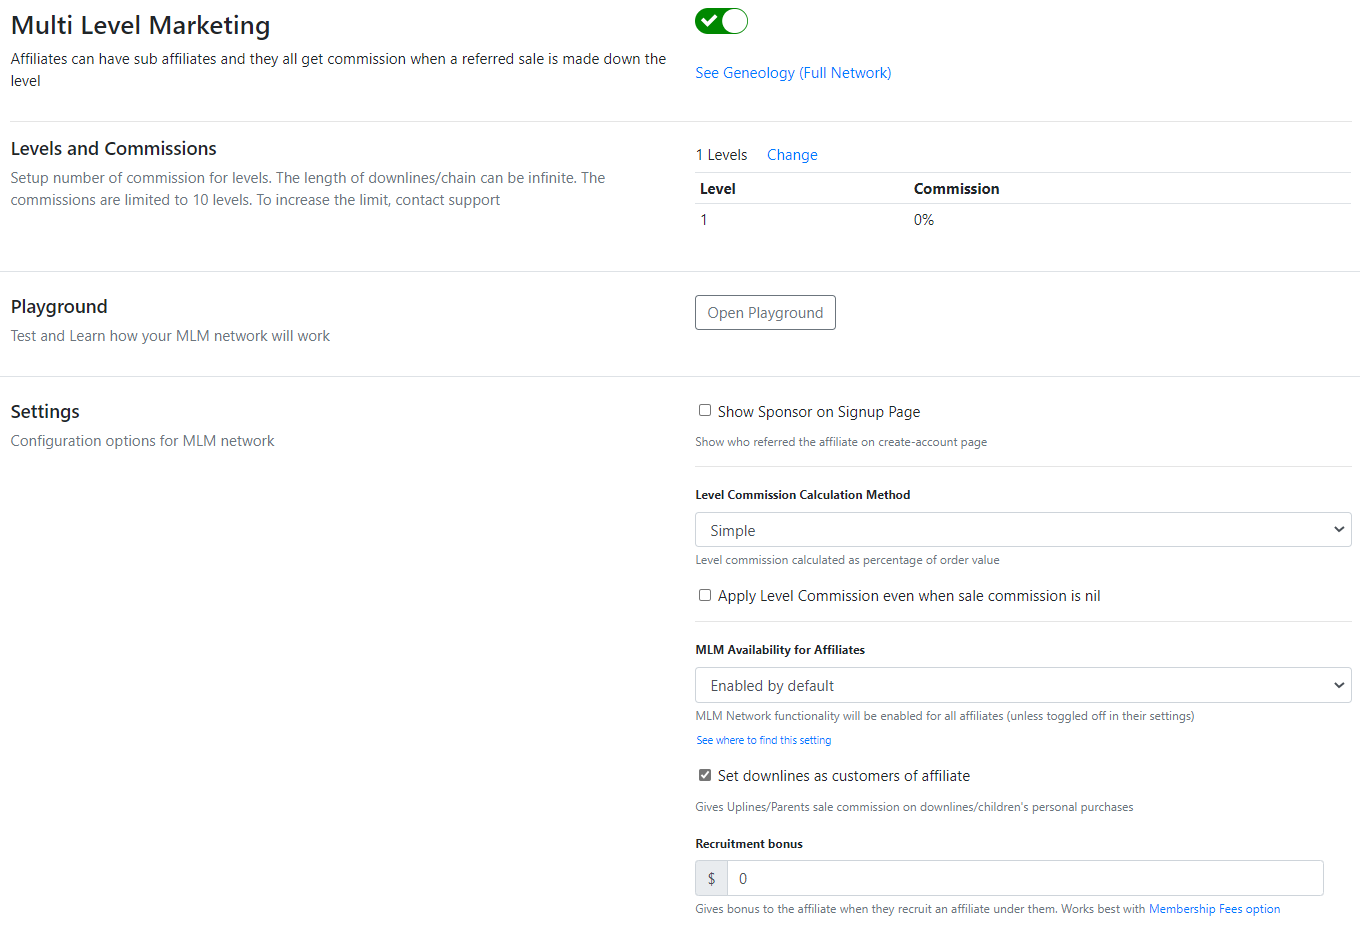 Multi Level Marketing
Affiliates can have sub affiliates and they all get commission when a referred sale is made down the
level
See Geneology (Full Network)
Levels and Commissions
Setup number of commission for levels. The length of downlines/chain can be infinite. The
commissions are limited to 10 levels. To increase the limit, contact support
1 Levels Change
Level Commission
1 0%
Playground
Test and Learn how your MLM network will work
Open Playground
Settings
Configuration options for MLM network
Show Sponsor on Signup Page
Show who referred the affiliate on create-account page
Level Commission Calculation Method
Simple
Level commission calculated as percentage of order value
Apply Level Commission even when sale commission is nil
MLM Availability for Affiliates
Enabled by default
MLM Network functionality will be enabled for all affiliates (unless toggled off in their settings)
See where to find this setting
Set downlines as customers of affiliate
Gives Uplines/Parents sale commission on downlines/children's personal purchases
Recruitment bonus
$ 0
Gives bonus to the affiliate when they recruit an affiliate under them. Works best with Membership Fees option